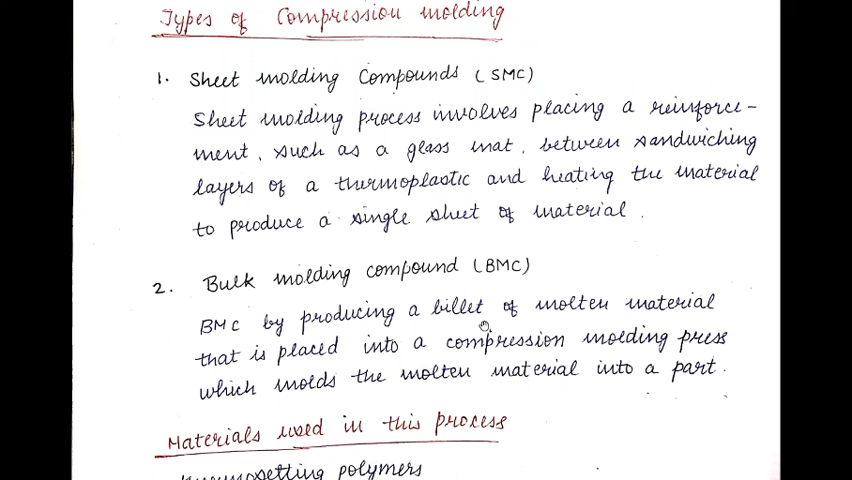 Types of Compression molding
1. Sheet molding Compounds (SMC)
Sheet molding process involves placing a reinforce-
ment, such as a glass mat, between sandwiching
layers of a thermoplastic and heating the material
to produce a single sheet of material.
2. Bulk molding compound (BMC)
BMC by producing a billet of molten material
that is placed into a compression molding press
which molds the molten material into a part.
Materials used in this process
Thermosetting polymers